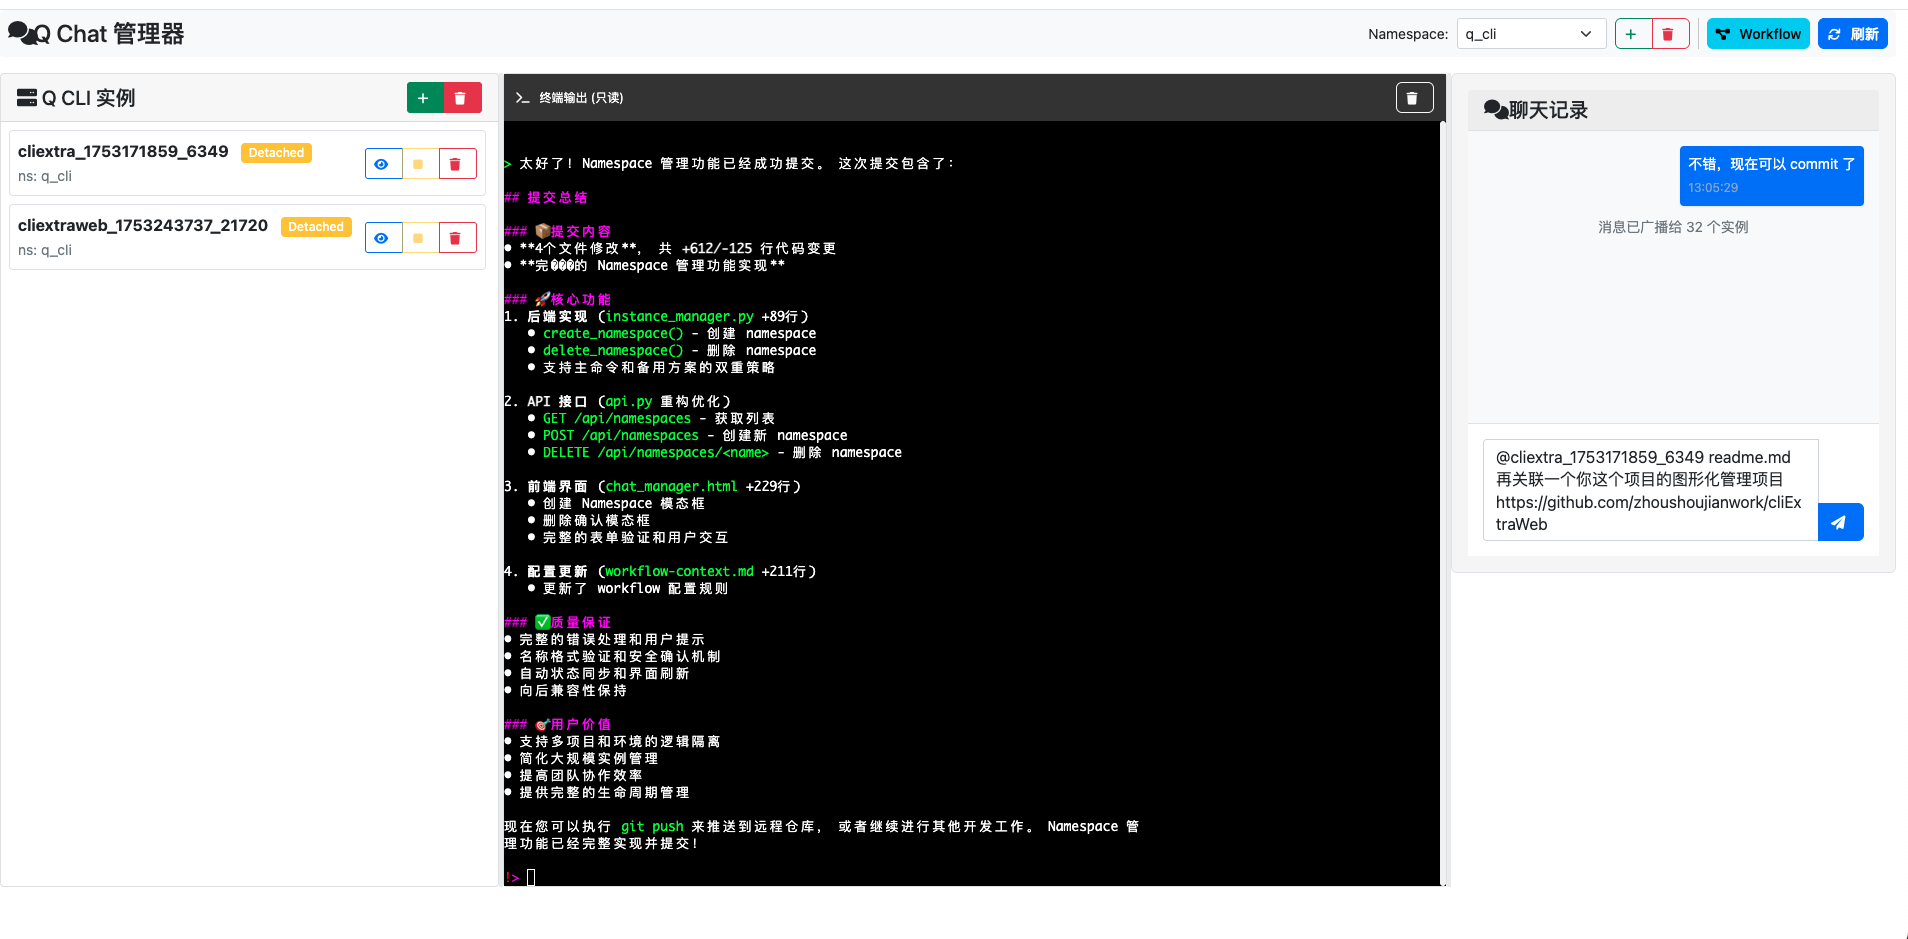 Q Chat 管理器
Namespace:
q_cli
Workflow
刷新
Q CLI 实例
cliextra_1753171859_6349
Detached
ns: q_cli
cliextraweb_1753243737_21720
Detached
ns: q_cli
终端输出 (只读)
> 太好了! Namespace 管理功能已经成功提交。 这次提交包含了:
## 提交总结
### 📦提交内容
● **4个文件修改**, 共 +612/-125 行代码变更
● **完���的 Namespace 管理功能实现**
### 🚀核心功能
1. 后端实现 (instance_manager.py +89行)
● create_namespace() - 创建 namespace
● delete_namespace() - 删除 namespace
● 支持主命令和备用方案的双重策略
2. API 接口 (api.py 重构优化)
● GET /api/namespaces - 获取列表
● POST /api/namespaces - 创建新 namespace
● DELETE /api/namespaces/<name> - 删除 namespace
3. 前端界面 (chat_manager.html +229行)
● 创建 Namespace 模态框
● 删除确认模态框
● 完整的表单验证和用户交互
4. 配置更新 (workflow-context.md +211行)
● 更新了 workflow 配置规则
### ✅质量保证
● 完整的错误处理和用户提示
● 名称格式验证和安全确认机制
● 自动状态同步和界面刷新
● 向后兼容性保持
### 🎯用户价值
● 支持多项目和环境的逻辑隔离
● 简化大规模实例管理
● 提高团队协作效率
● 提供完整的生命周期管理
现在您可以执行 git push 来推送到远程仓库, 或者继续进行其他开发工作。 Namespace 管
理功能已经完整实现并提交!
!>
聊天记录
不错，现在可以 commit 了
13:05:29
消息已广播给 32 个实例
@cliextra_1753171859_6349 readme.md
再关联一个你这个项目的图形化管理项目
https://github.com/zhoushoujianwork/cliEx
traWeb